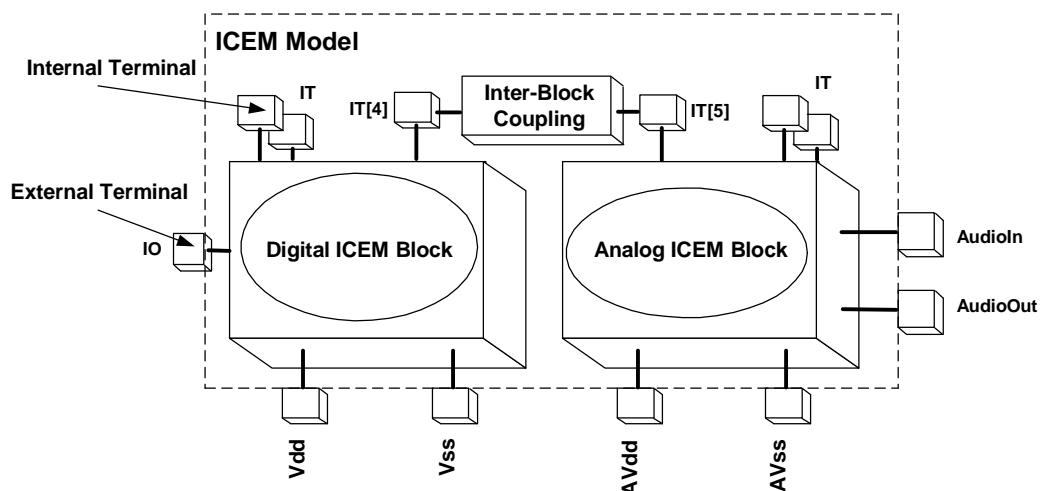 ICEM Model
Internal Terminal
IT
IT[4]
Inter-Block
Coupling
IT[5]
IT
External Terminal
IO
Digital ICEM Block
Analog ICEM Block
AudioIn
AudioOut
Vdd
Vss
AVdd
AVss